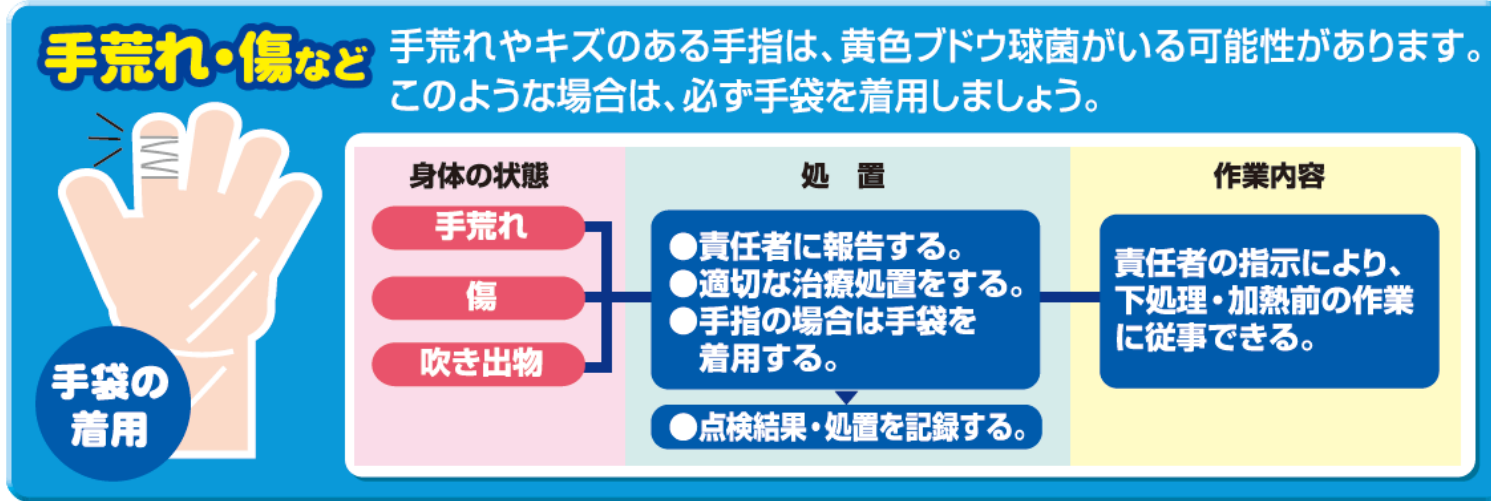 手荒れ・傷など
手荒れやキズのある手指は、黄色ブドウ球菌がいる可能性があります。
このような場合は、必ず手袋を着用しましょう。
手袋の
着用
身体の状態
手荒れ
傷
吹き出物
処 置
●責任者に報告する。
●適切な治療処置をする。
●手指の場合は手袋を
着用する。
●点検結果・処置を記録する。
作業内容
責任者の指示により、
下処理・加熱前の作業
に従事できる。